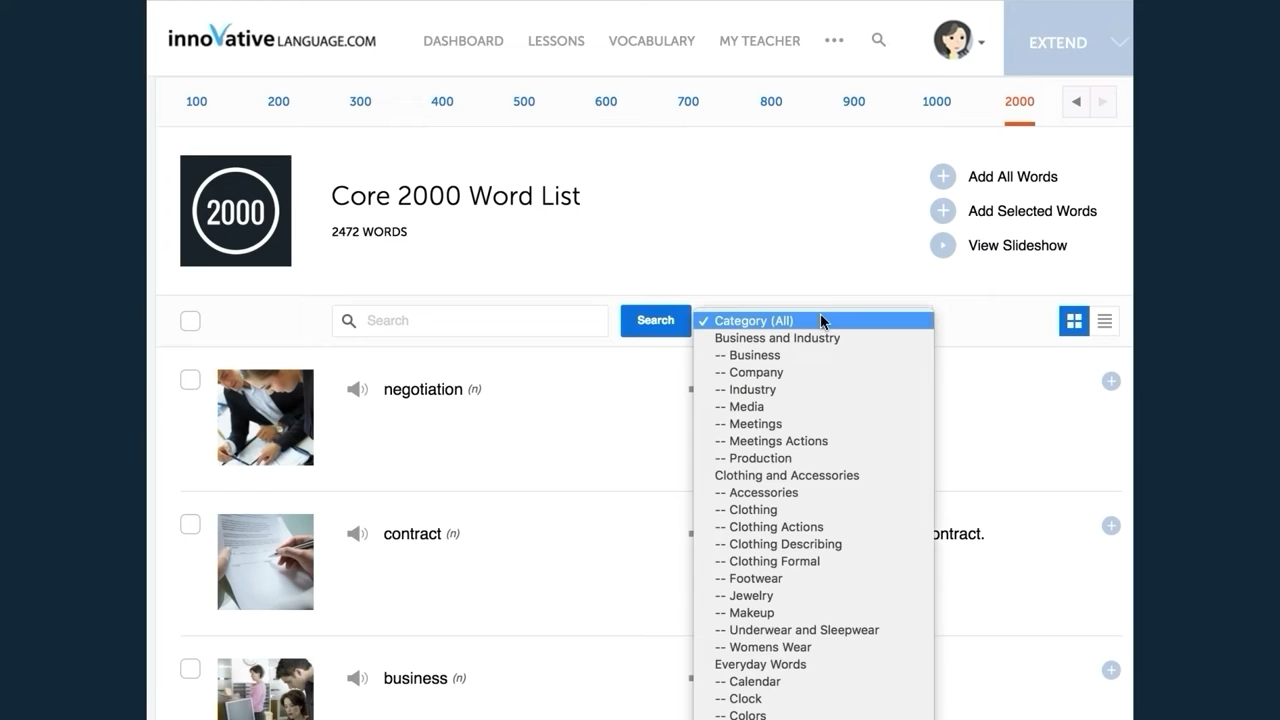 innoVative LANGUAGE.COM
DASHBOARD LESSONS VOCABULARY MY TEACHER EXTEND
100 200 300 400 500 600 700 800 900 1000 2000
2000
Core 2000 Word List
2472 WORDS
Add All Words
Add Selected Words
View Slideshow
Search
Search
Category (All)
Business and Industry
-- Business
-- Company
-- Industry
-- Media
-- Meetings
-- Meetings Actions
-- Production
Clothing and Accessories
-- Accessories
-- Clothing
-- Clothing Actions
-- Clothing Describing
-- Clothing Formal
-- Footwear
-- Jewelry
-- Makeup
-- Underwear and Sleepwear
-- Womens Wear
Everyday Words
-- Calendar
-- Clock
-- Colors
negotiation (n)
contract (n)
ontract.
business (n)